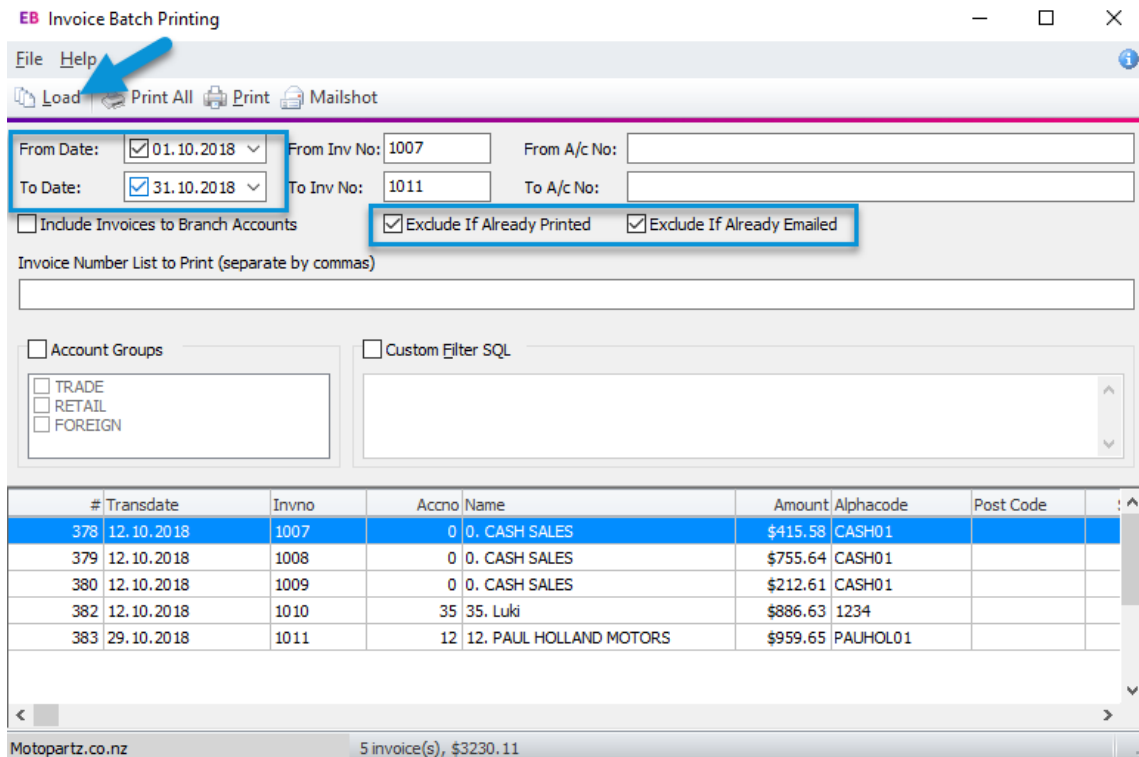 EB Invoice Batch Printing
File Help
Load Print All Print Mailshot
From Date: 01.10.2018 From Inv No: 1007 From A/c No:
To Date: 31.10.2018 To Inv No: 1011 To A/c No:
Include Invoices to Branch Accounts Exclude If Already Printed Exclude If Already Emailed
Invoice Number List to Print (separate by commas)
Account Groups Custom Filter SQL
TRADE
RETAIL
FOREIGN
# Transdate Invno Accno Name Amount Alphacode Post Code
378 12.10.2018 1007 0 0. CASH SALES $415.58 CASH01
379 12.10.2018 1008 0 0. CASH SALES $755.64 CASH01
380 12.10.2018 1009 0 0. CASH SALES $212.61 CASH01
382 12.10.2018 1010 35 35. Luki $886.63 1234
383 29.10.2018 1011 12 12. PAUL HOLLAND MOTORS $959.65 PAUHOL01
Motopartz.co.nz 5 invoice(s), $3230.11